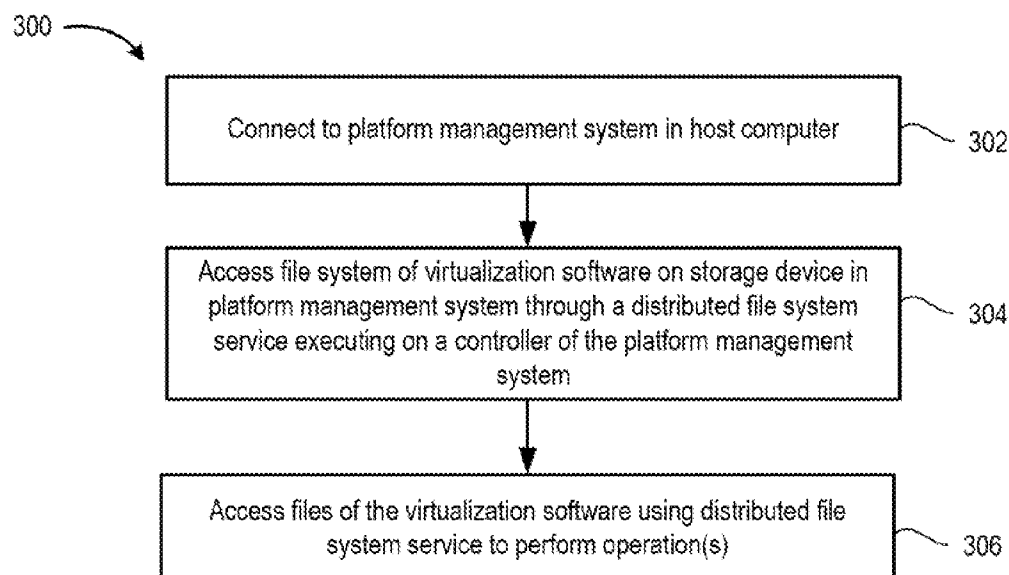 300
Connect to platform management system in host computer
302
Access file system of virtualization software on storage device in
platform management system through a distributed file system
service executing on a controller of the platform management
system
304
Access files of the virtualization software using distributed file
system service to perform operation(s)
306